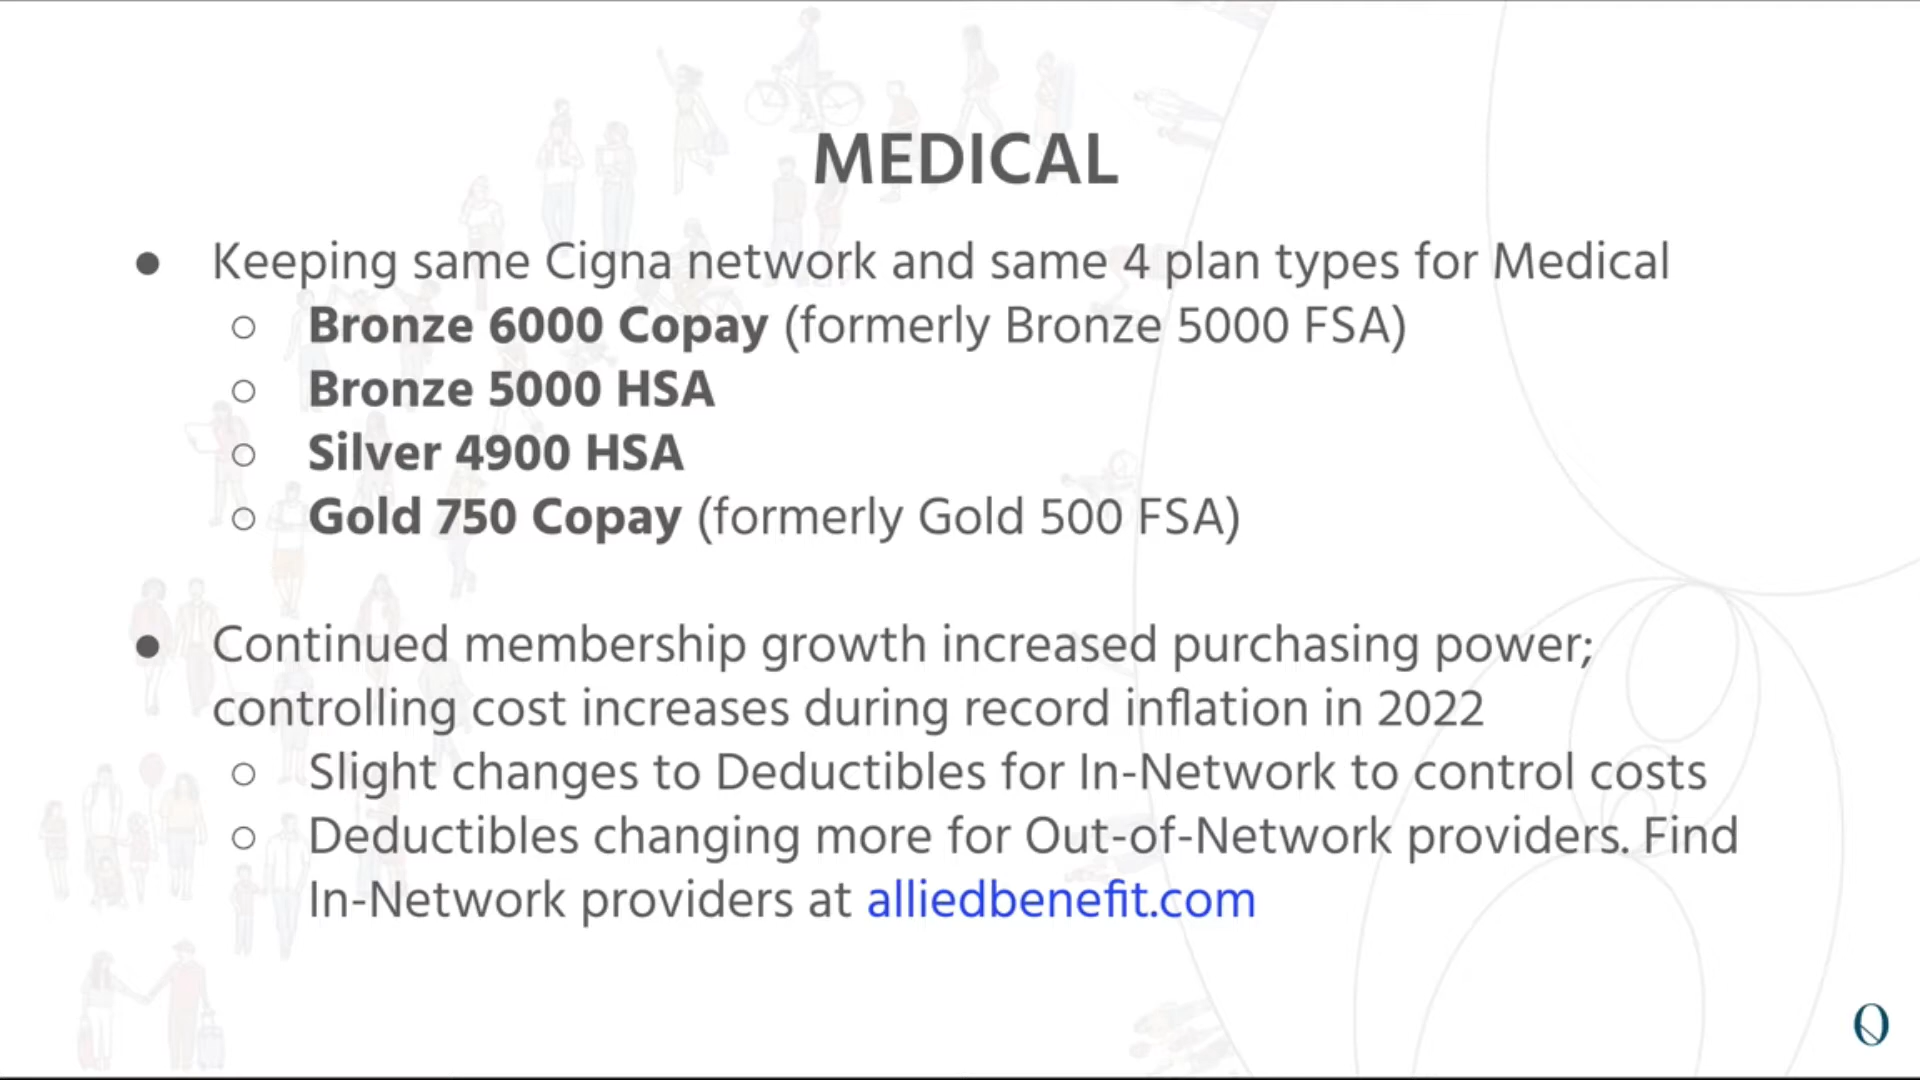 MEDICAL
● Keeping same Cigna network and same 4 plan types for Medical
○ Bronze 6000 Copay (formerly Bronze 5000 FSA)
○ Bronze 5000 HSA
○ Silver 4900 HSA
○ Gold 750 Copay (formerly Gold 500 FSA)
● Continued membership growth increased purchasing power;
controlling cost increases during record inflation in 2022
○ Slight changes to Deductibles for In-Network to control costs
○ Deductibles changing more for Out-of-Network providers. Find
In-Network providers at alliedbenefit.com